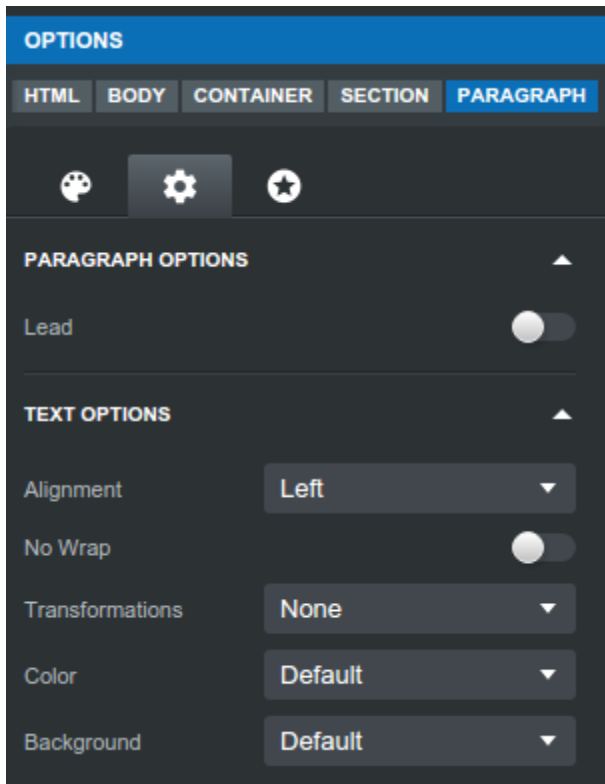 OPTIONS
HTML BODY CONTAINER SECTION PARAGRAPH
PARAGRAPH OPTIONS
Lead
TEXT OPTIONS
Alignment Left
No Wrap
Transformations None
Color Default
Background Default